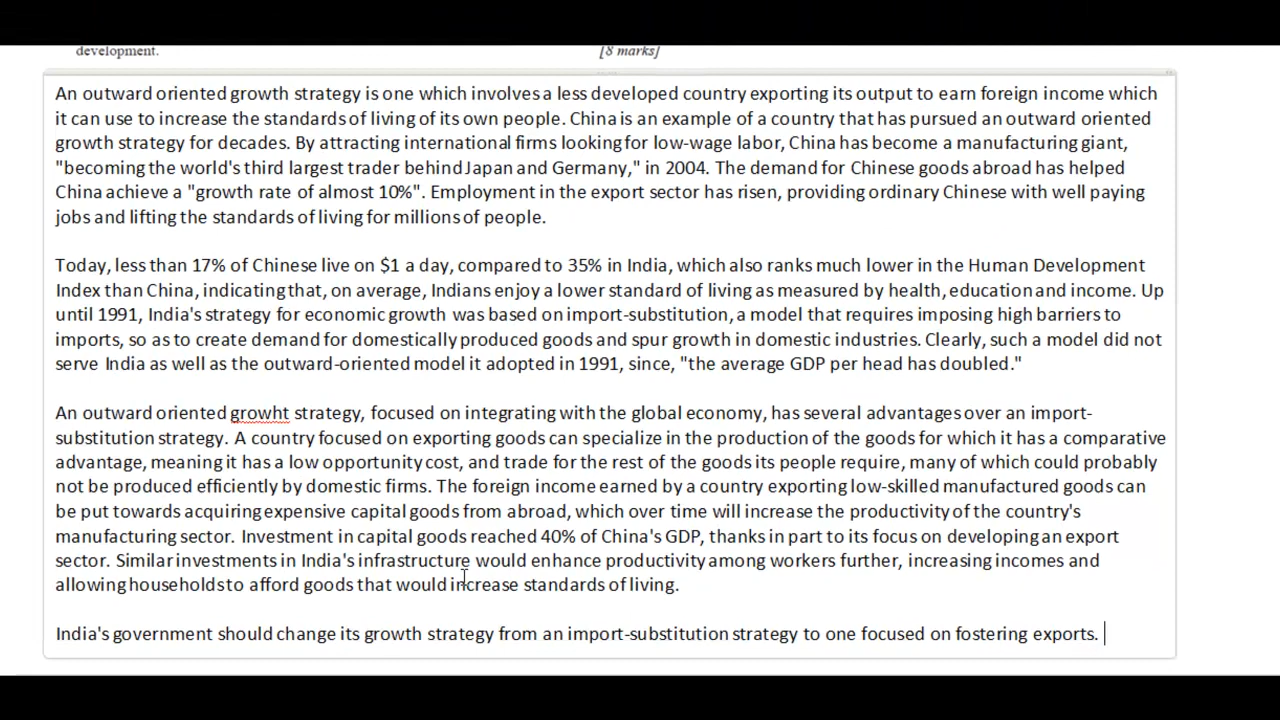 development.
[8 marks]
An outward oriented growth strategy is one which involves a less developed country exporting its output to earn foreign income which
it can use to increase the standards of living of its own people. China is an example of a country that has pursued an outward oriented
growth strategy for decades. By attracting international firms looking for low-wage labor, China has become a manufacturing giant,
"becoming the world's third largest trader behind Japan and Germany," in 2004. The demand for Chinese goods abroad has helped
China achieve a "growth rate of almost 10%". Employment in the export sector has risen, providing ordinary Chinese with well paying
jobs and lifting the standards of living for millions of people.
Today, less than 17% of Chinese live on $1 a day, compared to 35% in India, which also ranks much lower in the Human Development
Index than China, indicating that, on average, Indians enjoy a lower standard of living as measured by health, education and income. Up
until 1991, India's strategy for economic growth was based on import-substitution, a model that requires imposing high barriers to
imports, so as to create demand for domestically produced goods and spur growth in domestic industries. Clearly, such a model did not
serve India as well as the outward-oriented model it adopted in 1991, since, "the average GDP per head has doubled."
An outward oriented growht strategy, focused on integrating with the global economy, has several advantages over an import-
substitution strategy. A country focused on exporting goods can specialize in the production of the goods for which it has a comparative
advantage, meaning it has a low opportunity cost, and trade for the rest of the goods its people require, many of which could probably
not be produced efficiently by domestic firms. The foreign income earned by a country exporting low-skilled manufactured goods can
be put towards acquiring expensive capital goods from abroad, which over time will increase the productivity of the country's
manufacturing sector. Investment in capital goods reached 40% of China's GDP, thanks in part to its focus on developing an export
sector. Similar investments in India's infrastructure would enhance productivity among workers further, increasing incomes and
allowing households to afford goods that would increase standards of living.
India's government should change its growth strategy from an import-substitution strategy to one focused on fostering exports.